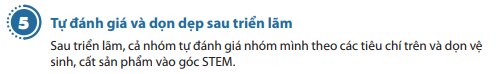 5 Tự đánh giá và dọn dẹp sau triển lãm
Sau triển lãm, cả nhóm tự đánh giá nhóm mình theo các tiêu chí trên và dọn vệ
sinh, cất sản phẩm vào góc STEM.